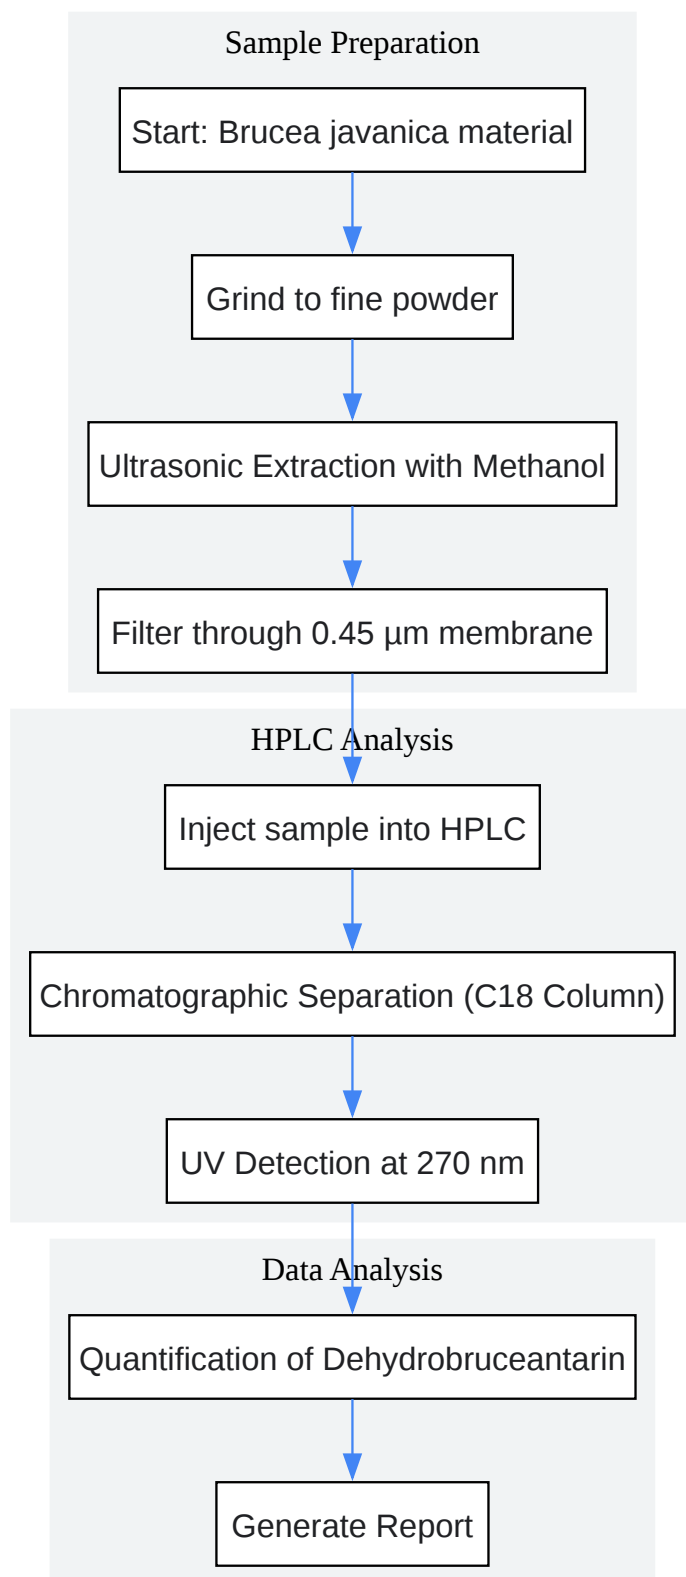 Sample Preparation
Start: Brucea javanica material
Grind to fine powder
Ultrasonic Extraction with Methanol
Filter through 0.45 µm membrane
HPLC Analysis
Inject sample into HPLC
Chromatographic Separation (C18 Column)
UV Detection at 270 nm
Data Analysis
Quantification of Dehydrobruceantarin
Generate Report